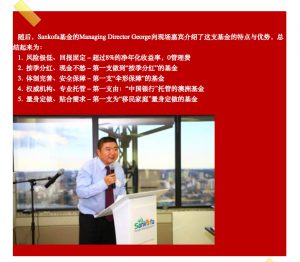 随后，Sankofa基金的Managing Director George向现场嘉宾介绍了这支基金的特点与优势。总
结起来为：
1. 风险极低、回报固定 – 超过8%的净年化收益率，0管理费
2. 按季分红、现金不愁 – 第一支做到“按季分红”的基金
3. 体制完善、安全保障 – 第一支“伞形保障”的基金
4. 权威机构、专业托管 – 第一支由：“中国银行”托管的澳洲基金
5. 量身定做、贴合需求 – 第一支为“移民家庭”量身定做的基金
Sankofa